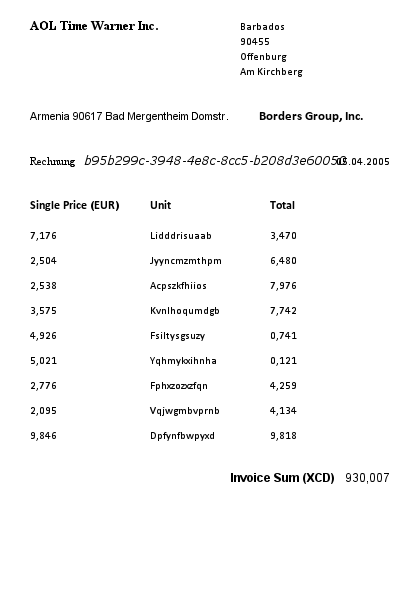 AOL Time Warner Inc.
Barbados
90455
Offenburg
Am Kirchberg
Armenia 90617 Bad Mergentheim Domstr. Borders Group, Inc.
Rechnung b95b299c-3948-4e8c-8cc5-b208d3e60050 .04.2005
Single Price (EUR) Unit Total
7,176 Lidddrisuaab 3,470
2,504 Jyyncmzmthpm 6,480
2,538 Acpszkfhiios 7,976
3,575 Kvnlhoqumdgb 7,742
4,926 Fsiltysgsuzy 0,741
5,021 Yqhmykxihnha 0,121
2,776 Fphxzozxzfqn 4,259
2,095 Vqjwgmbvprnb 4,134
9,846 Dpfynfbwpyxd 9,818
Invoice Sum (XCD) 930,007